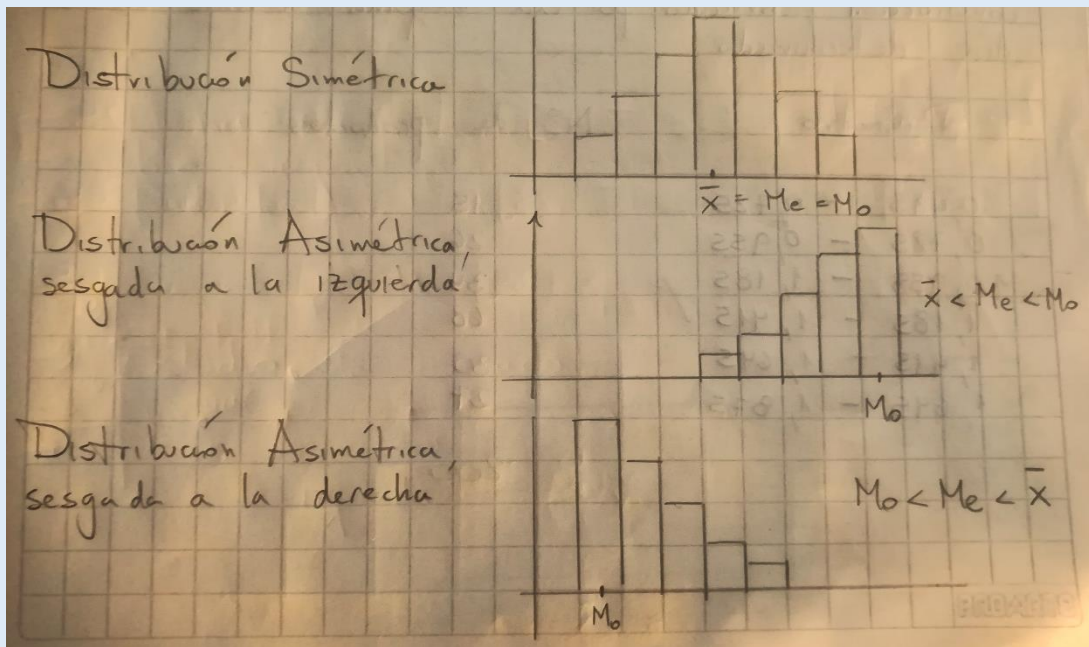 Distribución Simétrica
x̄ = Me = Mo
Distribución Asimétrica,
sesgada a la izquierda
x̄ < Me < Mo
Mo
Distribución Asimétrica,
sesgada a la derecha
Mo < Me < x̄
Mo